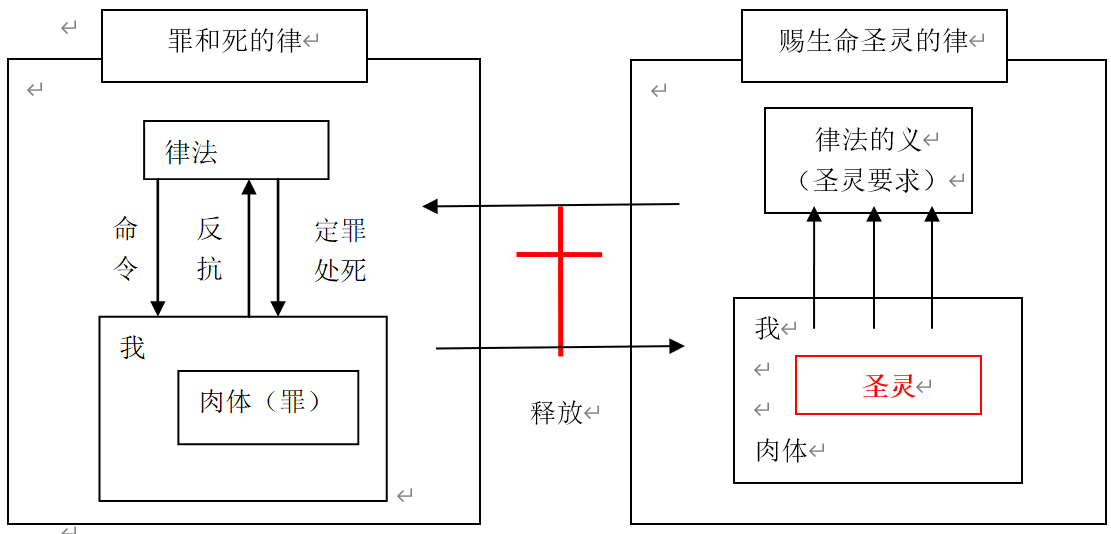 罪和死的律
律法
命令
反抗
定罪
处死
我
肉体（罪）
释放
赐生命圣灵的律
律法的义
（圣灵要求）
我
圣灵
肉体